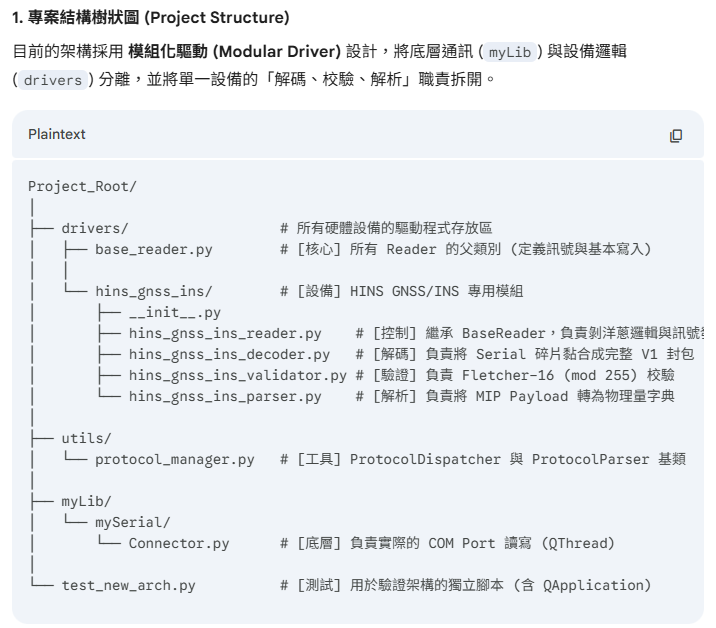 1. 專案結構樹狀圖 (Project Structure)
目前的架構採用 模組化驅動 (Modular Driver) 設計，將底層通訊 ( myLib ) 與設備邏輯
( drivers ) 分離，並將單一設備的「解碼、校驗、解析」職責拆開。
Plaintext
Project_Root/
│
├── drivers/                  # 所有硬體設備的驅動程式存放區
│   ├── base_reader.py        # [核心] 所有 Reader 的父類別 (定義訊號與基本寫入)
│   │
│   └── hins_gnss_ins/        # [設備] HINS GNSS/INS 專用模組
│       ├── __init__.py
│       ├── hins_gnss_ins_reader.py    # [控制] 繼承 BaseReader，負責剝洋蔥邏輯與訊號
│       ├── hins_gnss_ins_decoder.py   # [解碼] 負責將 Serial 碎片黏合成完整 V1 封包
│       ├── hins_gnss_ins_validator.py # [驗證] 負責 Fletcher-16 (mod 255) 校驗
│       └── hins_gnss_ins_parser.py    # [解析] 負責將 MIP Payload 轉為物理量字典
│
├── utils/
│   └── protocol_manager.py   # [工具] ProtocolDispatcher 與 ProtocolParser 基類
│
├── myLib/
│   └── mySerial/
│       └── Connector.py      # [底層] 負責實際的 COM Port 讀寫 (QThread)
│
└── test_new_arch.py          # [測試] 用於驗證架構的獨立腳本 (含 QApplication)